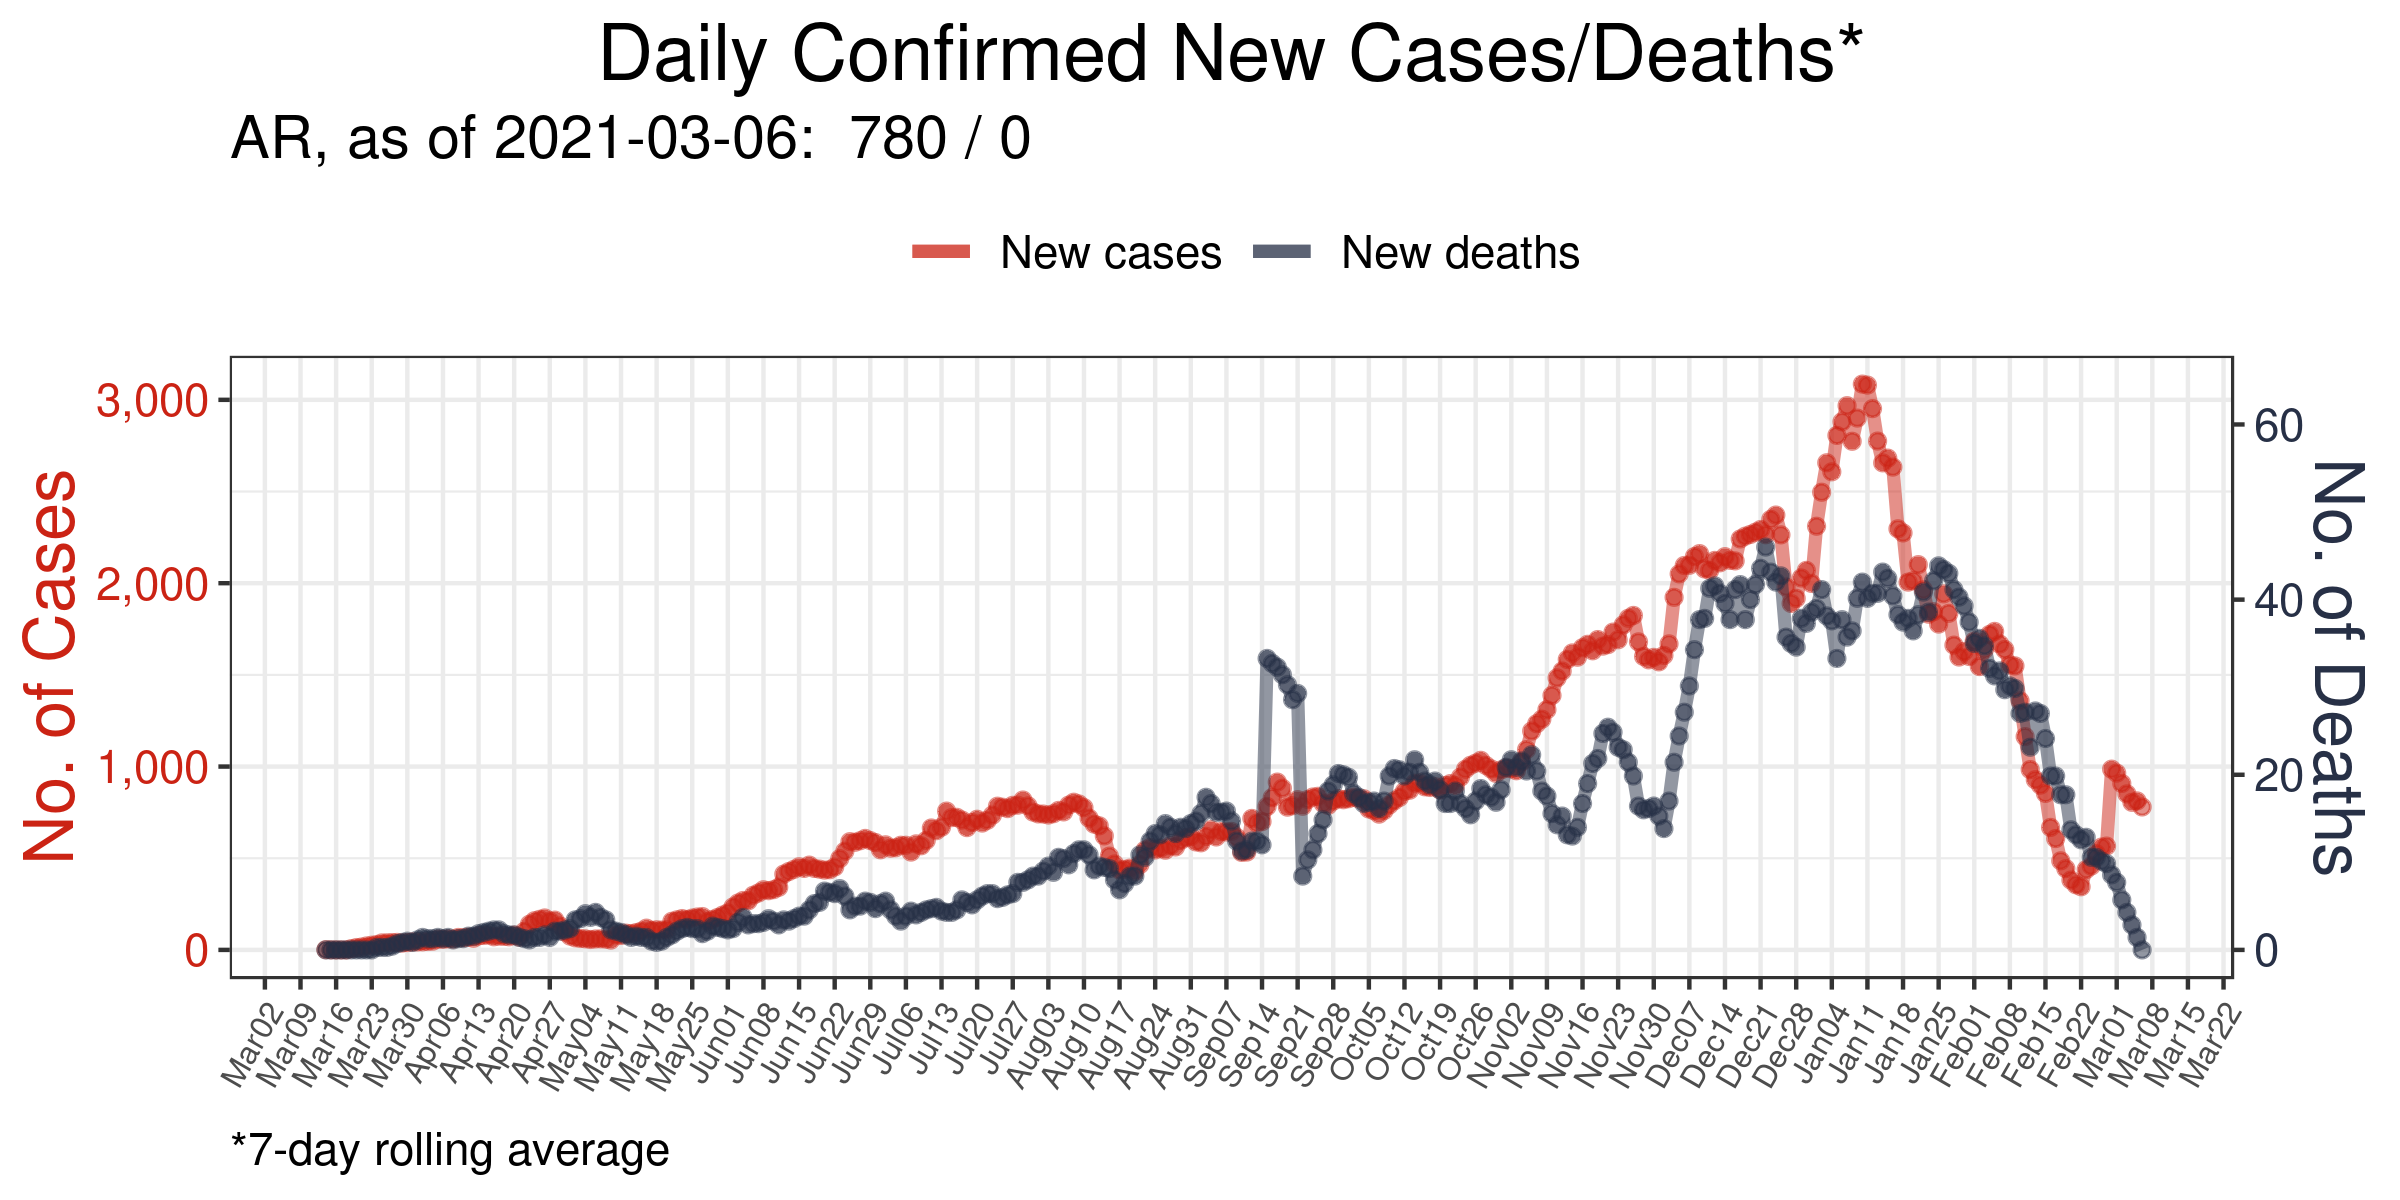 Daily Confirmed New Cases/Deaths*
AR, as of 2021-03-06:  780 / 0
New cases
New deaths
No. of Cases
3,000
2,000
1,000
0
60
40
20
0
No. of Deaths
Mar02
Mar09
Mar16
Mar23
Mar30
Apr06
Apr13
Apr20
Apr27
May04
May11
May18
May25
Jun01
Jun08
Jun15
Jun22
Jun29
Jul06
Jul13
Jul20
Jul27
Aug03
Aug10
Aug17
Aug24
Aug31
Sep07
Sep14
Sep21
Sep28
Oct05
Oct12
Oct19
Oct26
Nov02
Nov09
Nov16
Nov23
Nov30
Dec07
Dec14
Dec21
Dec28
Jan04
Jan11
Jan18
Jan25
Feb01
Feb08
Feb15
Feb22
Mar01
Mar08
Mar15
Mar22
*7-day rolling average